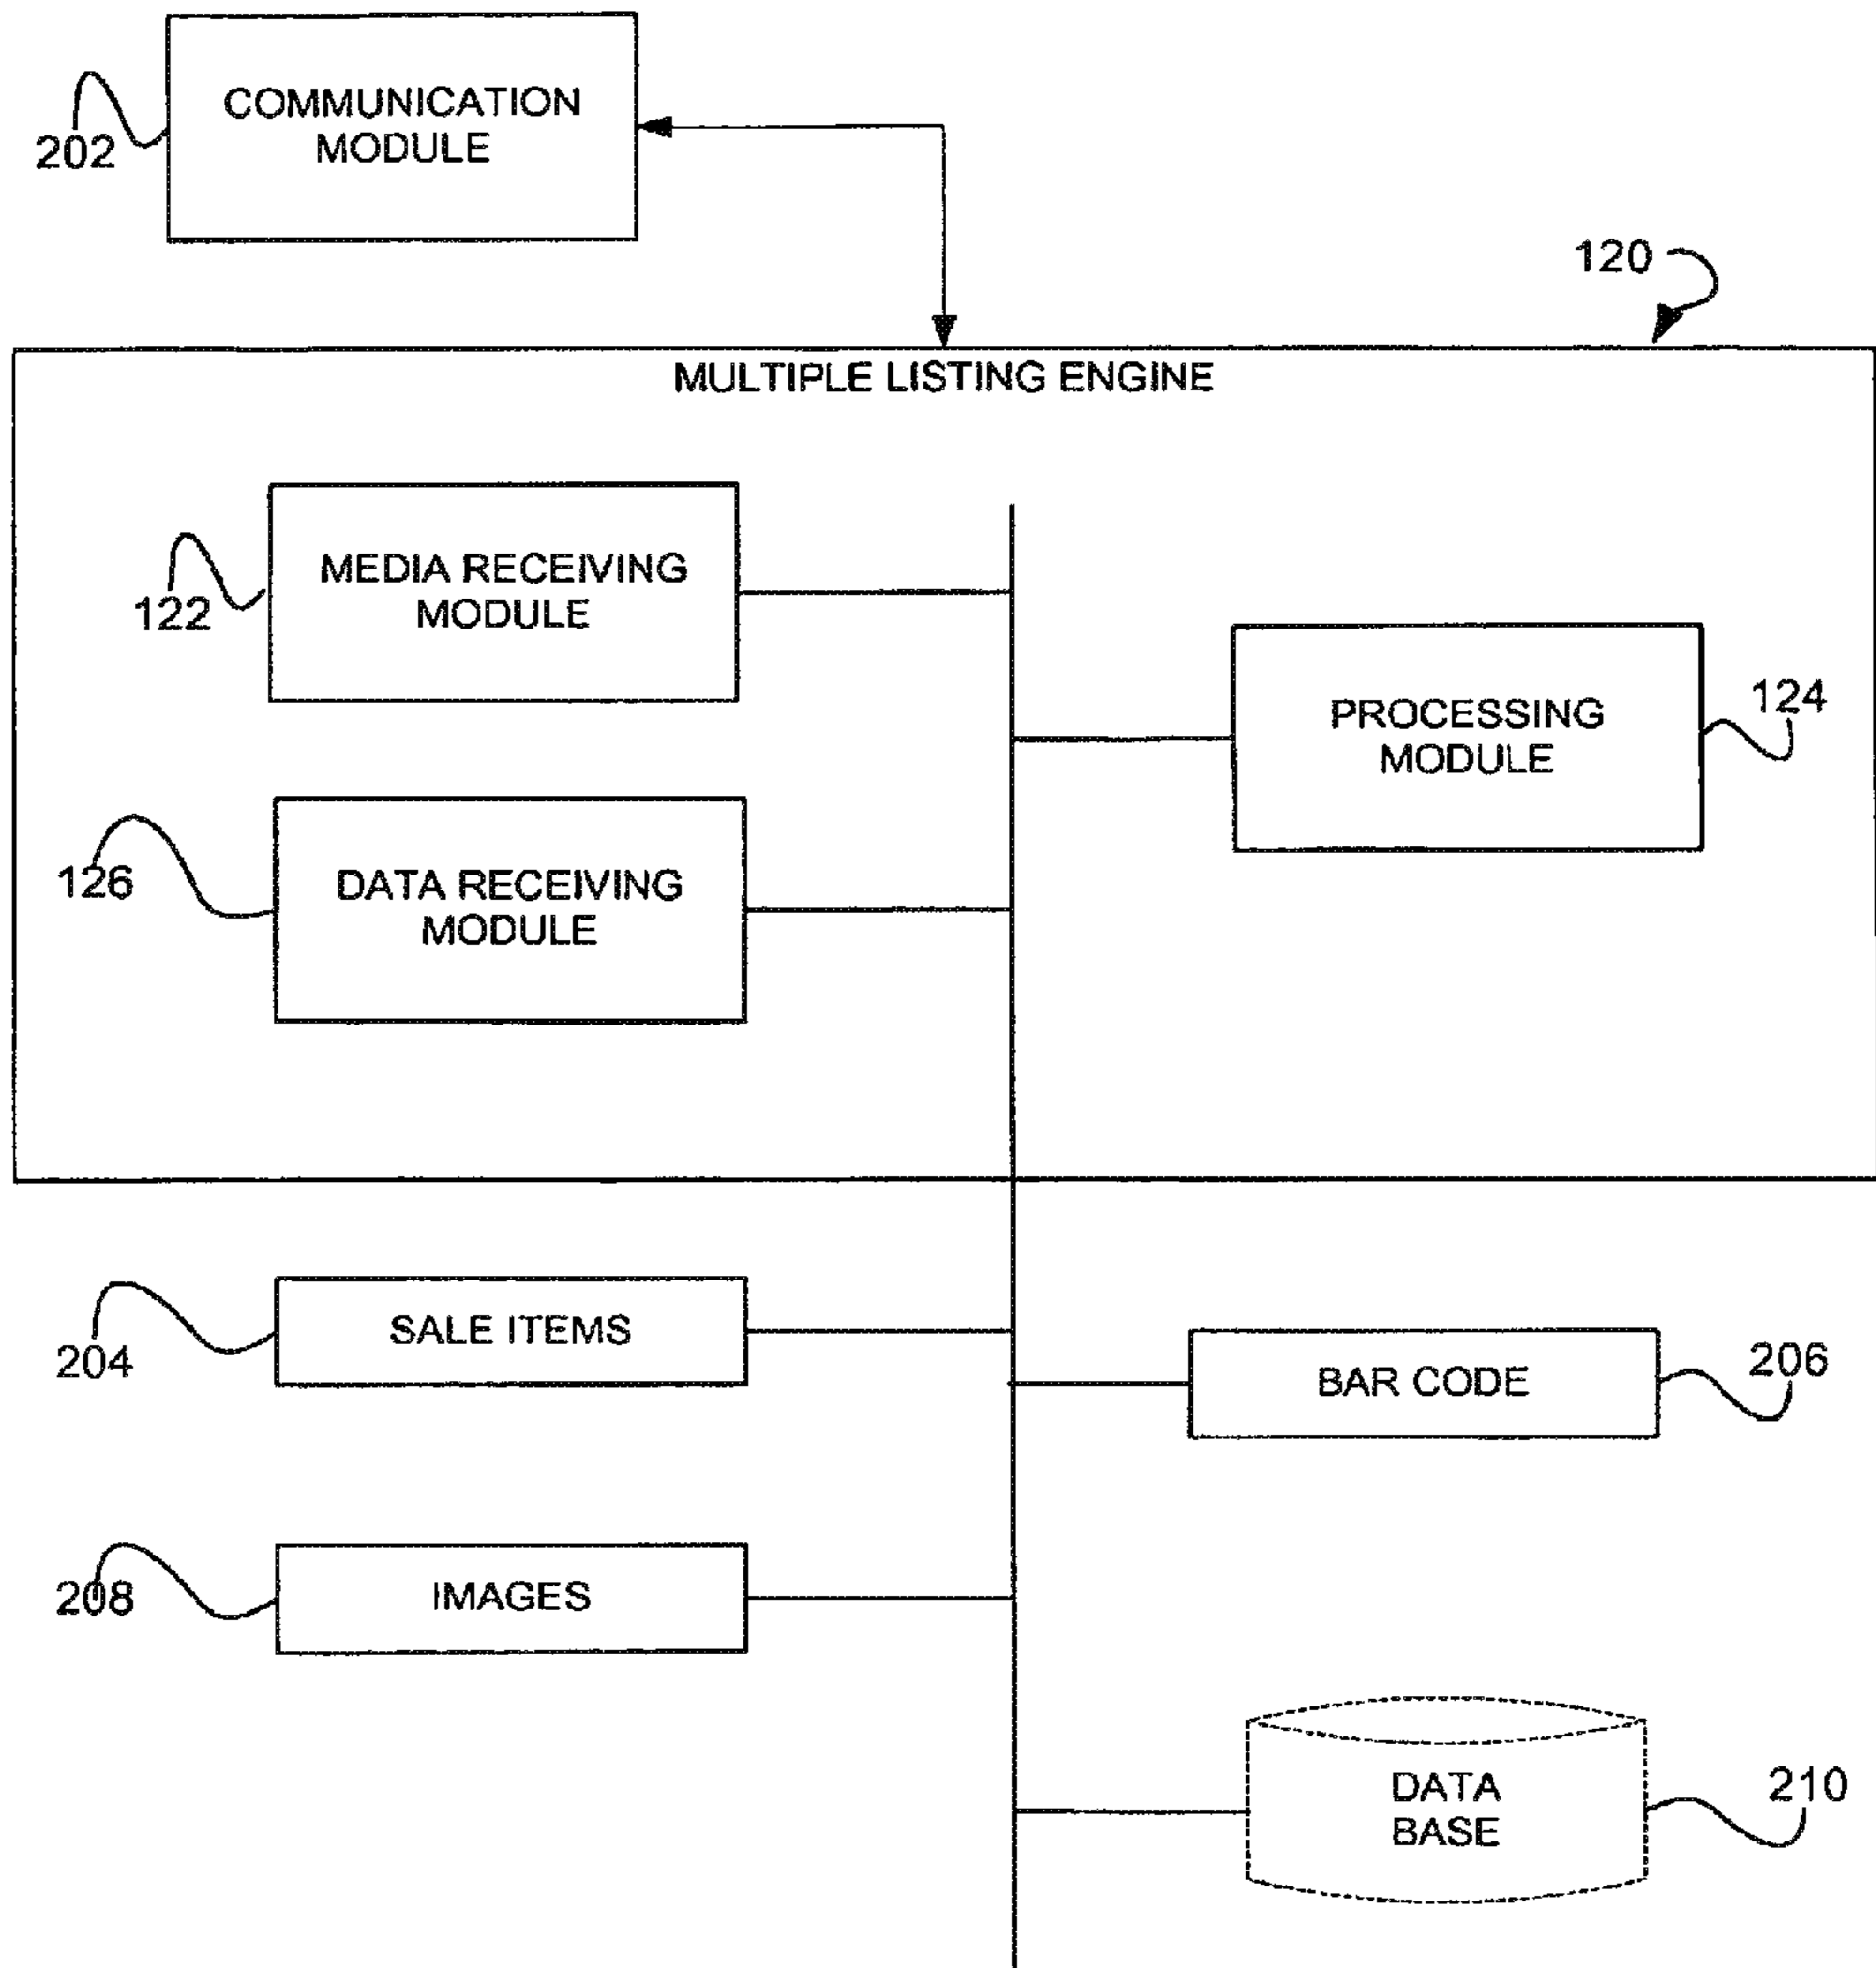 COMMUNICATION
MODULE
202
120
MULTIPLE LISTING ENGINE
MEDIA RECEIVING
MODULE
122
PROCESSING
MODULE
124
DATA RECEIVING
MODULE
126
SALE ITEMS
204
BAR CODE
206
IMAGES
208
DATA
BASE
210